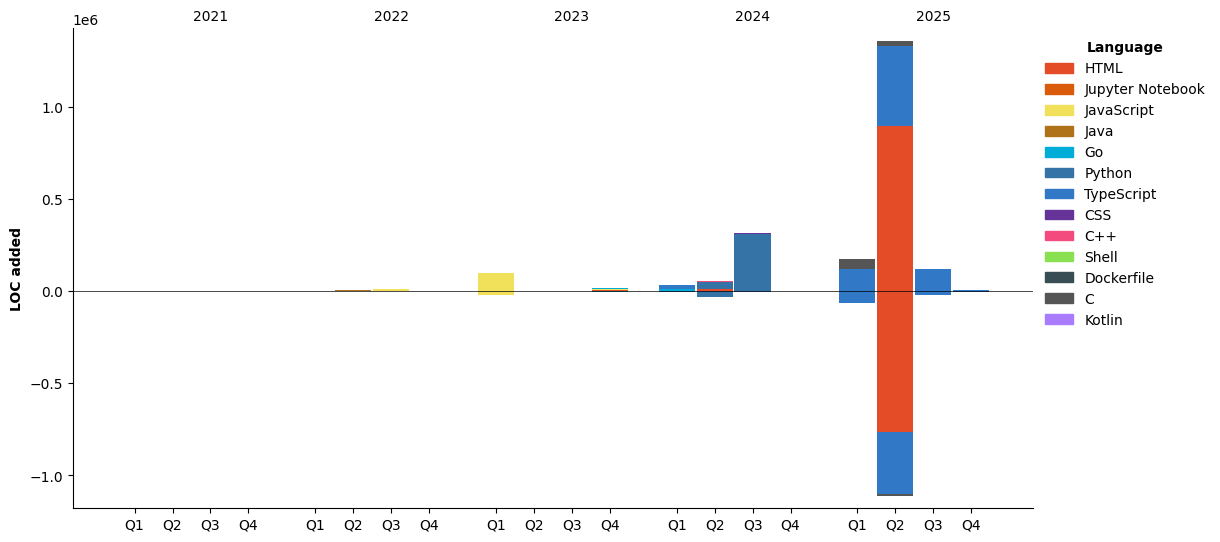 2021 2022 2023 2024 2025
1e6
Language
HTML
Jupyter Notebook
JavaScript
Java
Go
Python
TypeScript
CSS
C++
Shell
Dockerfile
C
Kotlin
LOC added
1.0
0.5
0.0
−0.5
−1.0
Q1 Q2 Q3 Q4 Q1 Q2 Q3 Q4 Q1 Q2 Q3 Q4 Q1 Q2 Q3 Q4 Q1 Q2 Q3 Q4